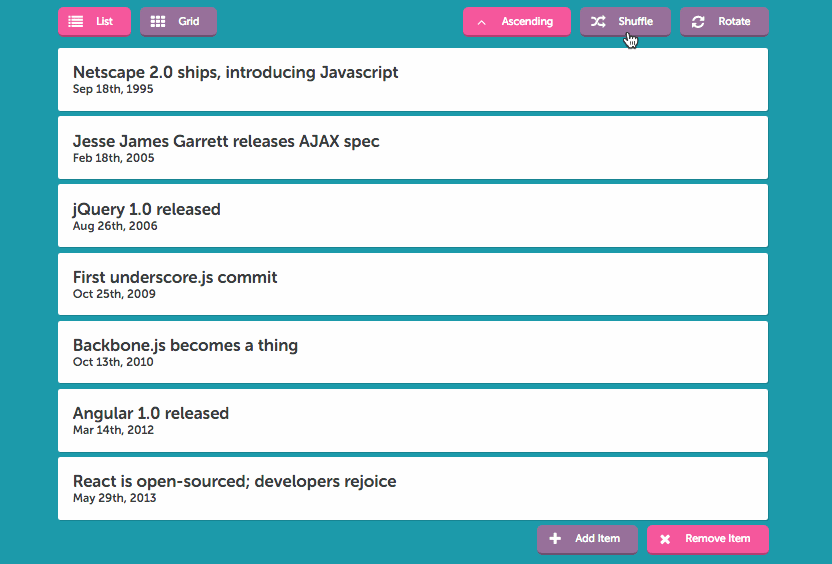 List
Grid
Ascending
Shuffle
Rotate
Netscape 2.0 ships, introducing Javascript
Sep 18th, 1995
Jesse James Garrett releases AJAX spec
Feb 18th, 2005
jQuery 1.0 released
Aug 26th, 2006
First underscore.js commit
Oct 25th, 2009
Backbone.js becomes a thing
Oct 13th, 2010
Angular 1.0 released
Mar 14th, 2012
React is open-sourced; developers rejoice
May 29th, 2013
Add Item
Remove Item